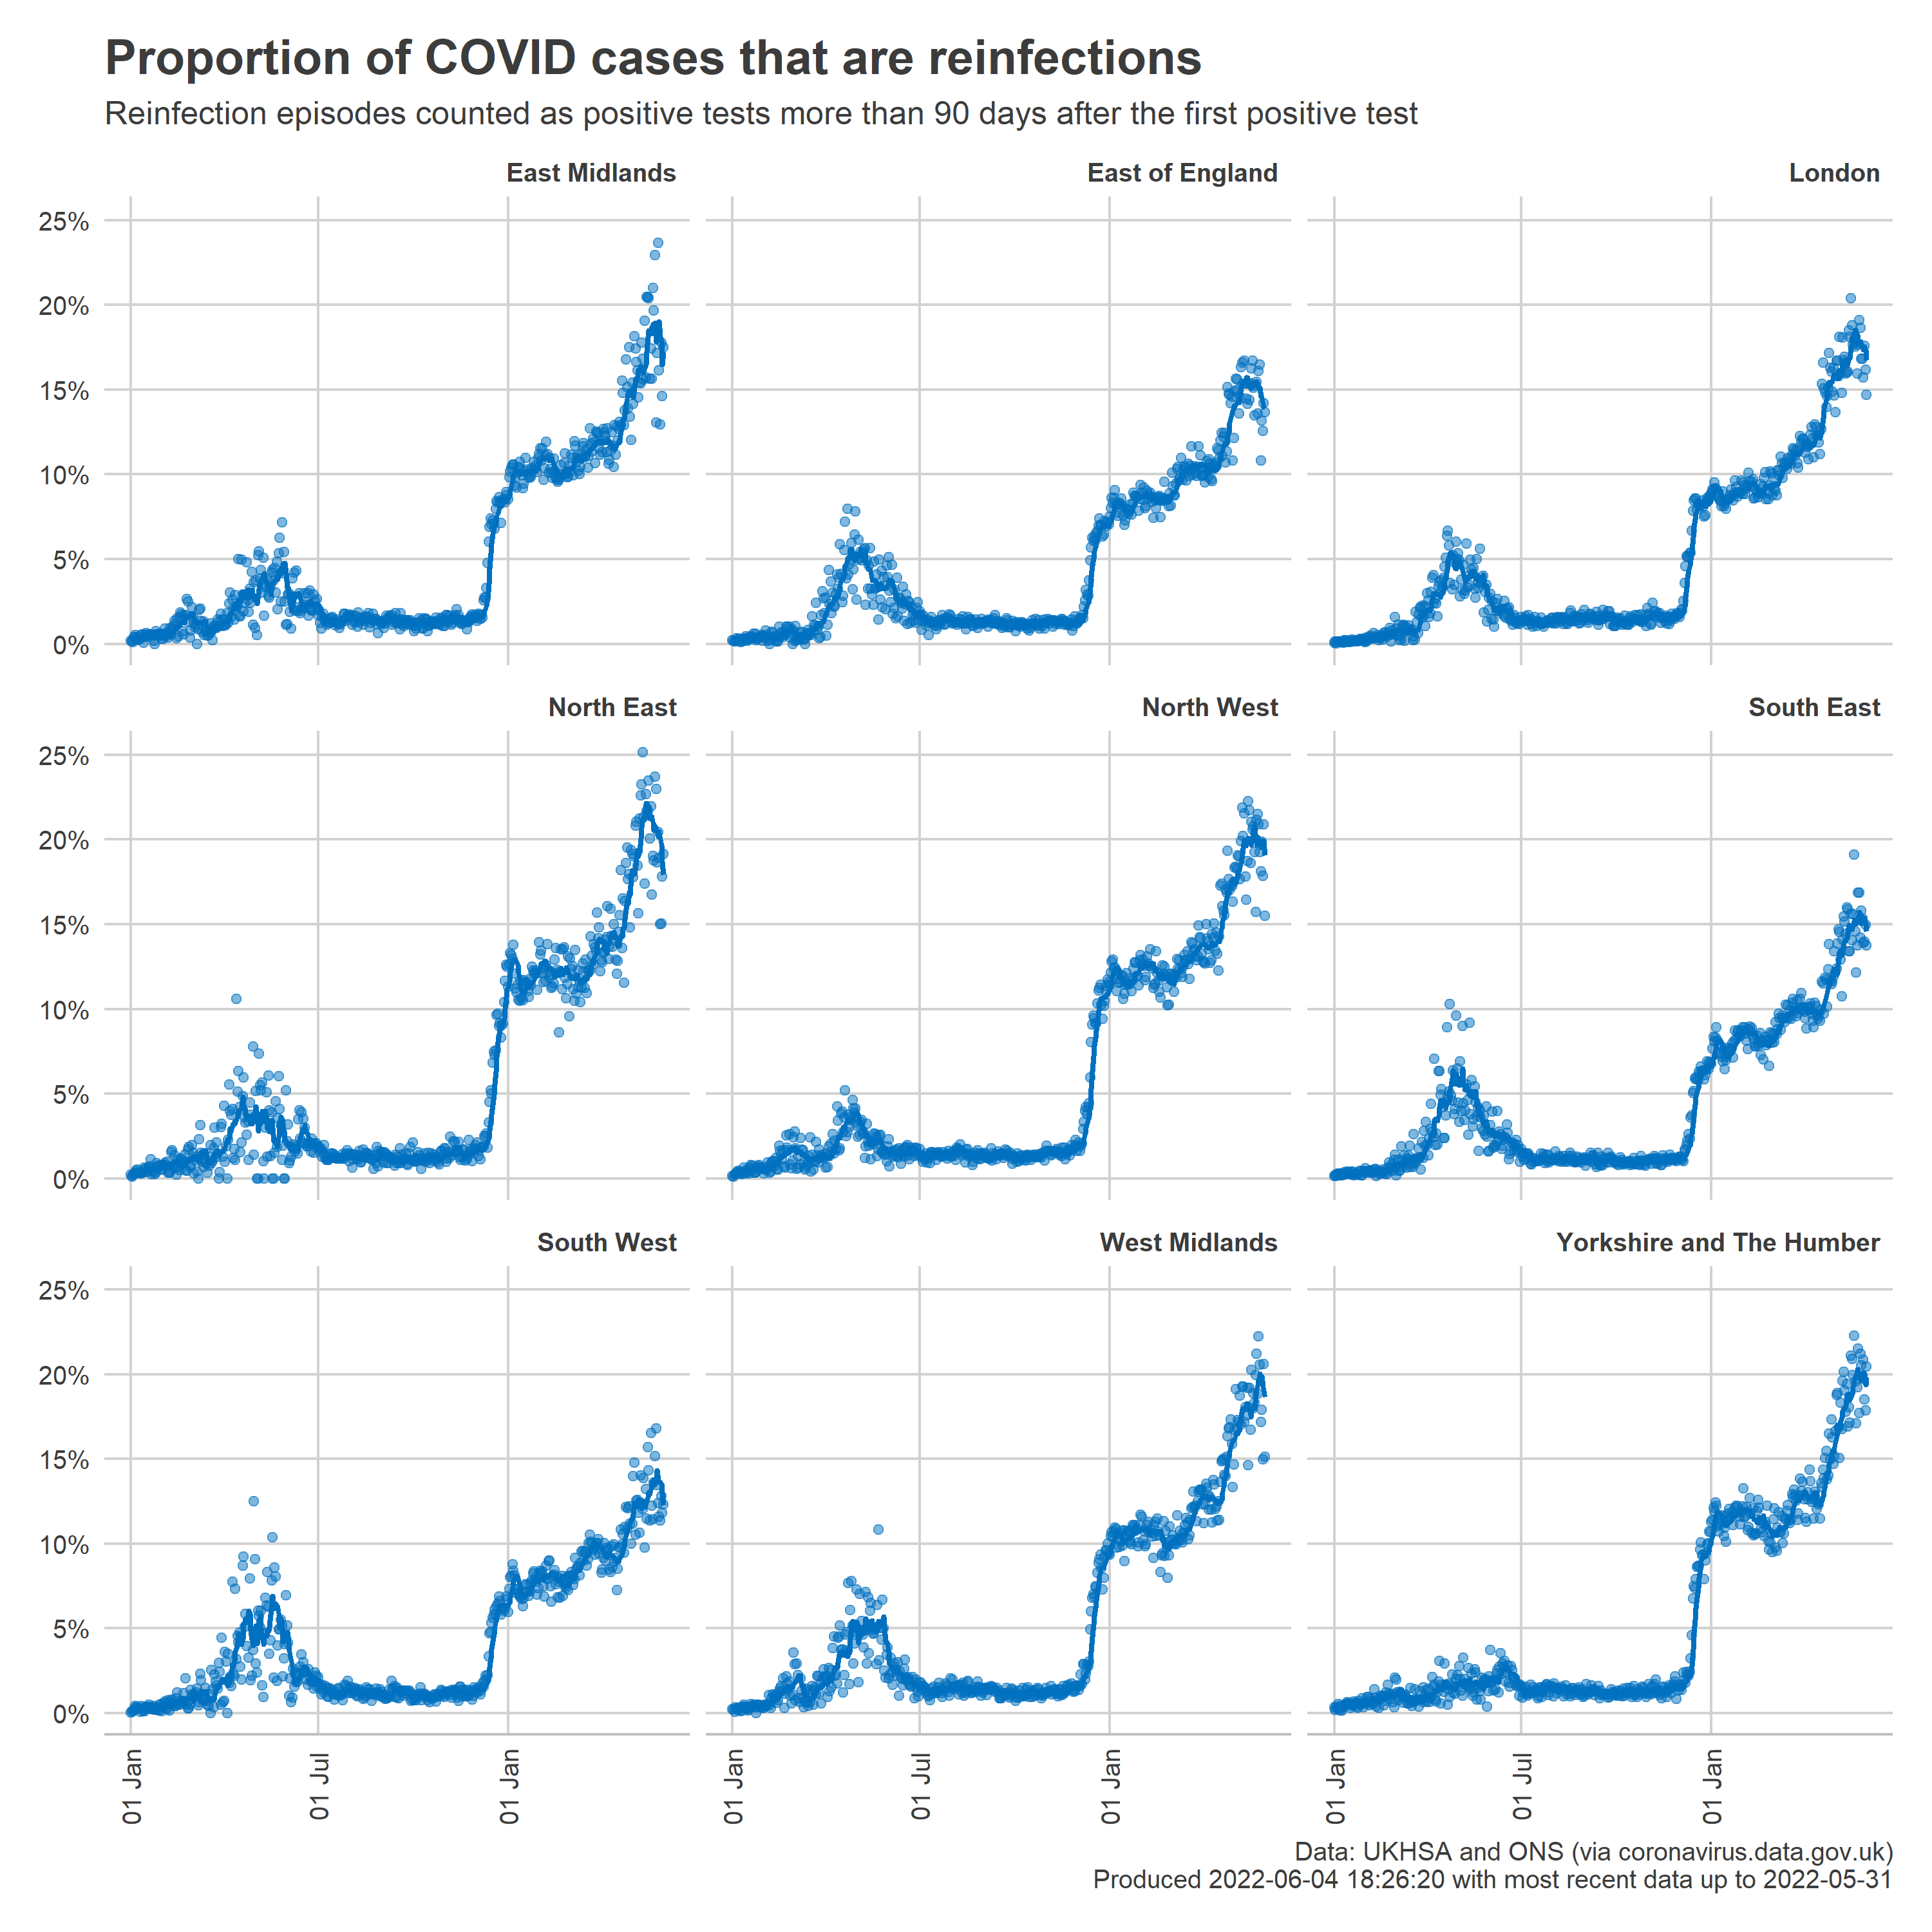 Proportion of COVID cases that are reinfections
Reinfection episodes counted as positive tests more than 90 days after the first positive test
East Midlands
East of England
London
25%
20%
15%
10%
5%
0%
North East
North West
South East
25%
20%
15%
10%
5%
0%
South West
West Midlands
Yorkshire and The Humber
25%
20%
15%
10%
5%
0%
01 Jan
01 Jul
01 Jan
01 Jan
01 Jul
01 Jan
01 Jan
01 Jul
01 Jan
Data: UKHSA and ONS (via coronavirus.data.gov.uk)
Produced 2022-06-04 18:26:20 with most recent data up to 2022-05-31